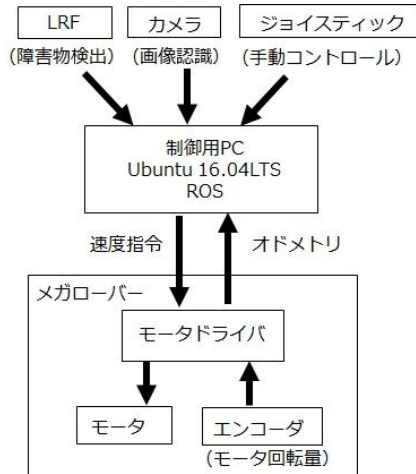 LRF
カメラ
ジョイスティック
(障害物検出)
(画像認識)
(手動コントロール)
制御用PC
Ubuntu 16.04LTS
ROS
速度指令
オドメトリ
メガローバー
モータドライバ
モータ
エンコーダ
(モータ回転量)